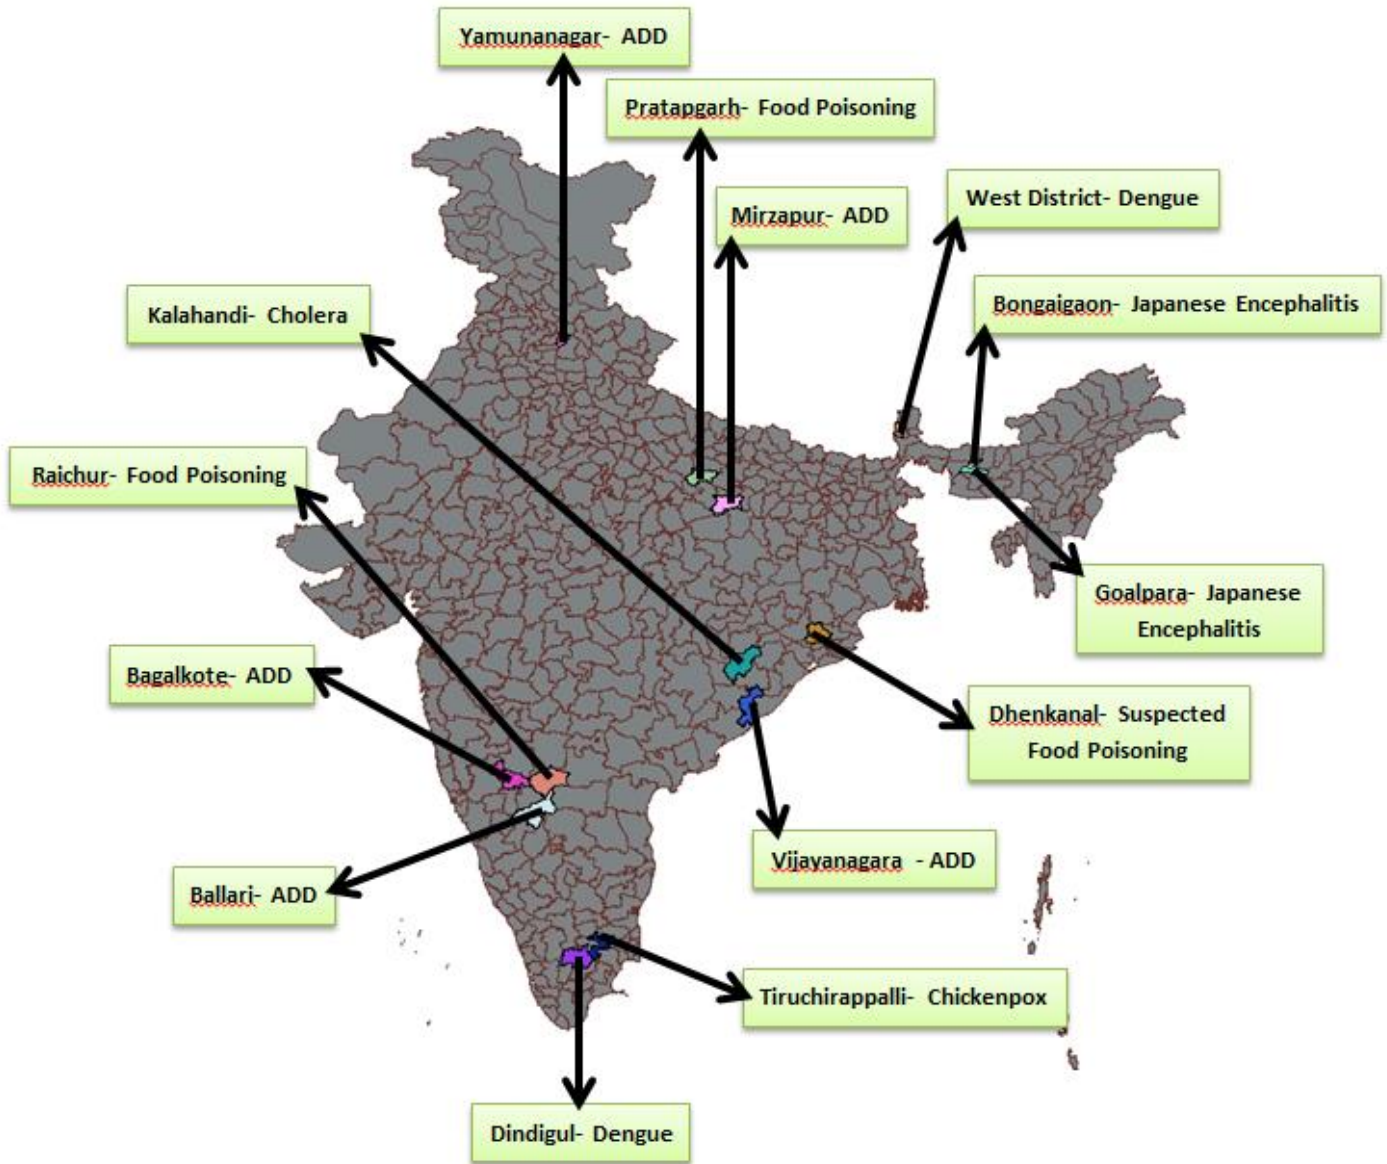 Yamunanagar- ADD
Pratapgarh- Food Poisoning
West District- Dengue
Mirzapur- ADD
Bongaigaon- Japanese Encephalitis
Kalahandi- Cholera
Raichur- Food Poisoning
Goalpara- Japanese
Encephalitis
Bagalkote- ADD
Dhenkanal- Suspected
Food Poisoning
Vijayanagara - ADD
Ballari- ADD
Tiruchirappalli- Chickenpox
Dindigul- Dengue